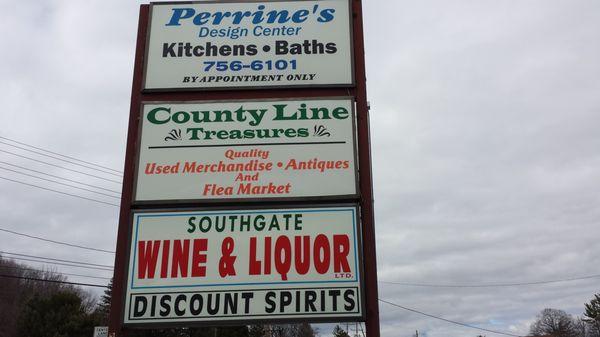 Perrine's
Design Center
Kitchens • Baths
756-6101
BY APPOINTMENT ONLY
County Line
Treasures
Quality
Used Merchandise • Antiques
And
Flea Market
SOUTHGATE
WINE & LIQUOR
LTD.
DISCOUNT SPIRITS